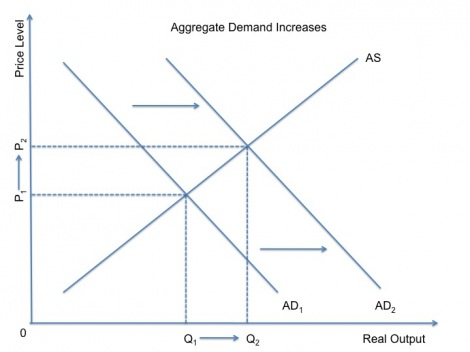 Aggregate Demand Increases
Price Level
AS
P₂
P₁
AD₁
AD₂
0
Q₁
Q₂
Real Output